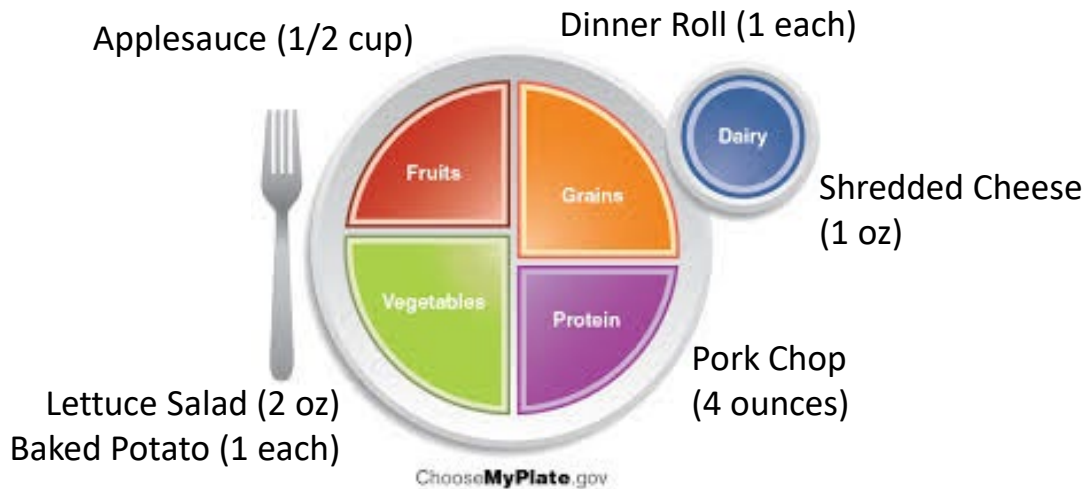 Applesauce (1/2 cup)
Dinner Roll (1 each)
Dairy
Fruits
Grains
Shredded Cheese
(1 oz)
Vegetables
Protein
Pork Chop
(4 ounces)
Lettuce Salad (2 oz)
Baked Potato (1 each)
ChooseMyPlate.gov